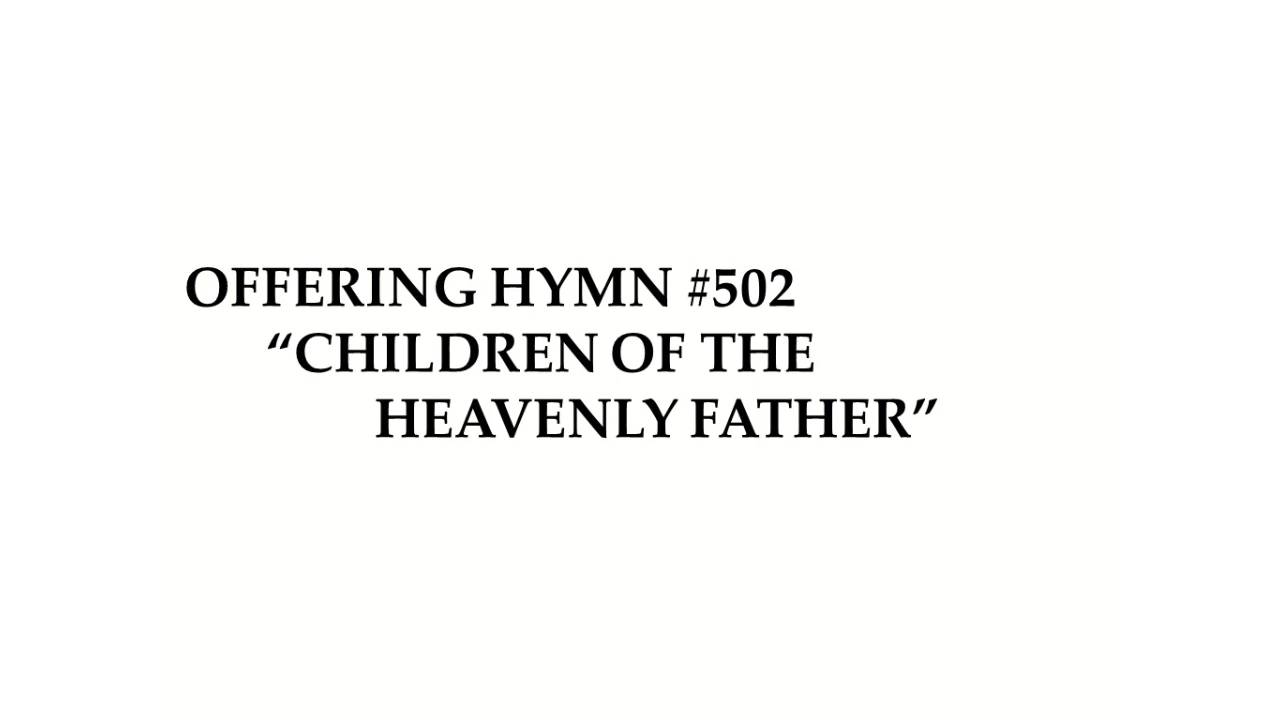 OFFERING HYMN #502
“CHILDREN OF THE
HEAVENLY FATHER”